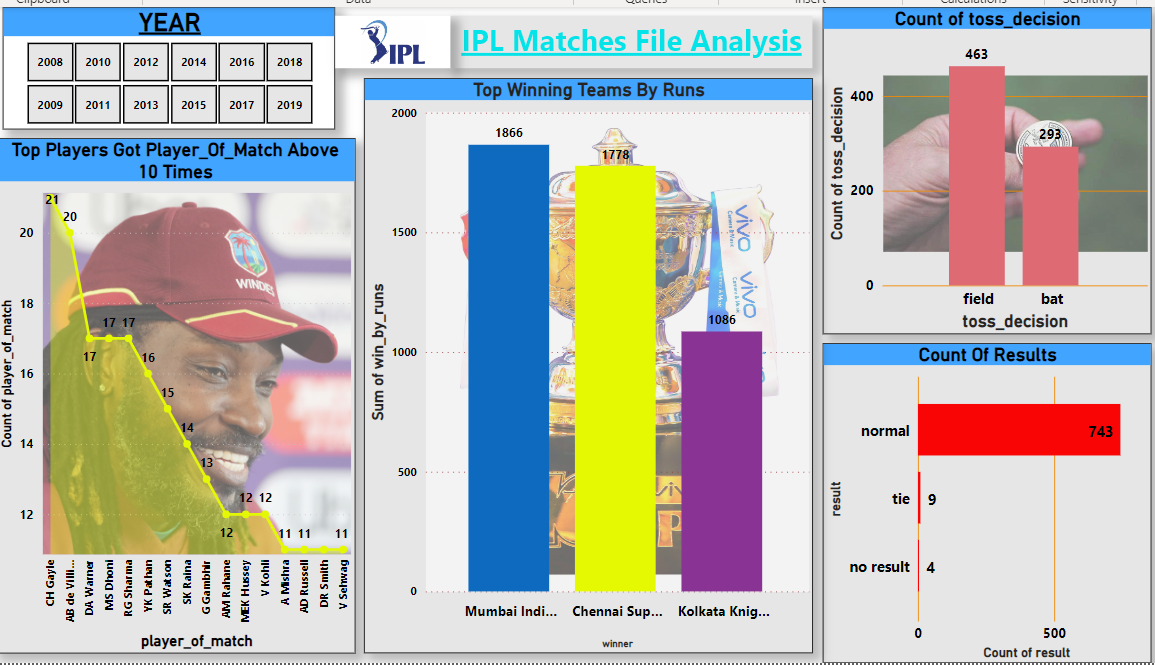 Clipboard
Data
Queries
Insert
Calculations
Sensitivity
YEAR
2008 2010 2012 2014 2016 2018
2009 2011 2013 2015 2017 2019
IPL
IPL Matches File Analysis
Top Players Got Player_Of_Match Above
10 Times
Count of player_of_match
20
18
16
14
12
21
20
17
17
17
16
15
14
13
12
12
12
11
11
11
WINDIES
CH Gayle
AB de Villi...
DA Warner
MS Dhoni
RG Sharma
YK Pathan
SR Watson
SK Raina
G Gambhir
AM Rahane
MEK Hussey
V Kohli
A Mishra
AD Russell
DR Smith
V Sehwag
player_of_match
Top Winning Teams By Runs
Sum of win_by_runs
2000
1500
1000
500
0
1866
1778
1086
vivo
vivo
Mumbai Indi...
Chennai Sup...
Kolkata Knig...
winner
Count of toss_decision
Count of toss_decision
400
200
0
463
293
field
bat
toss_decision
Count Of Results
result
normal
743
tie
9
no result
4
0
500
Count of result